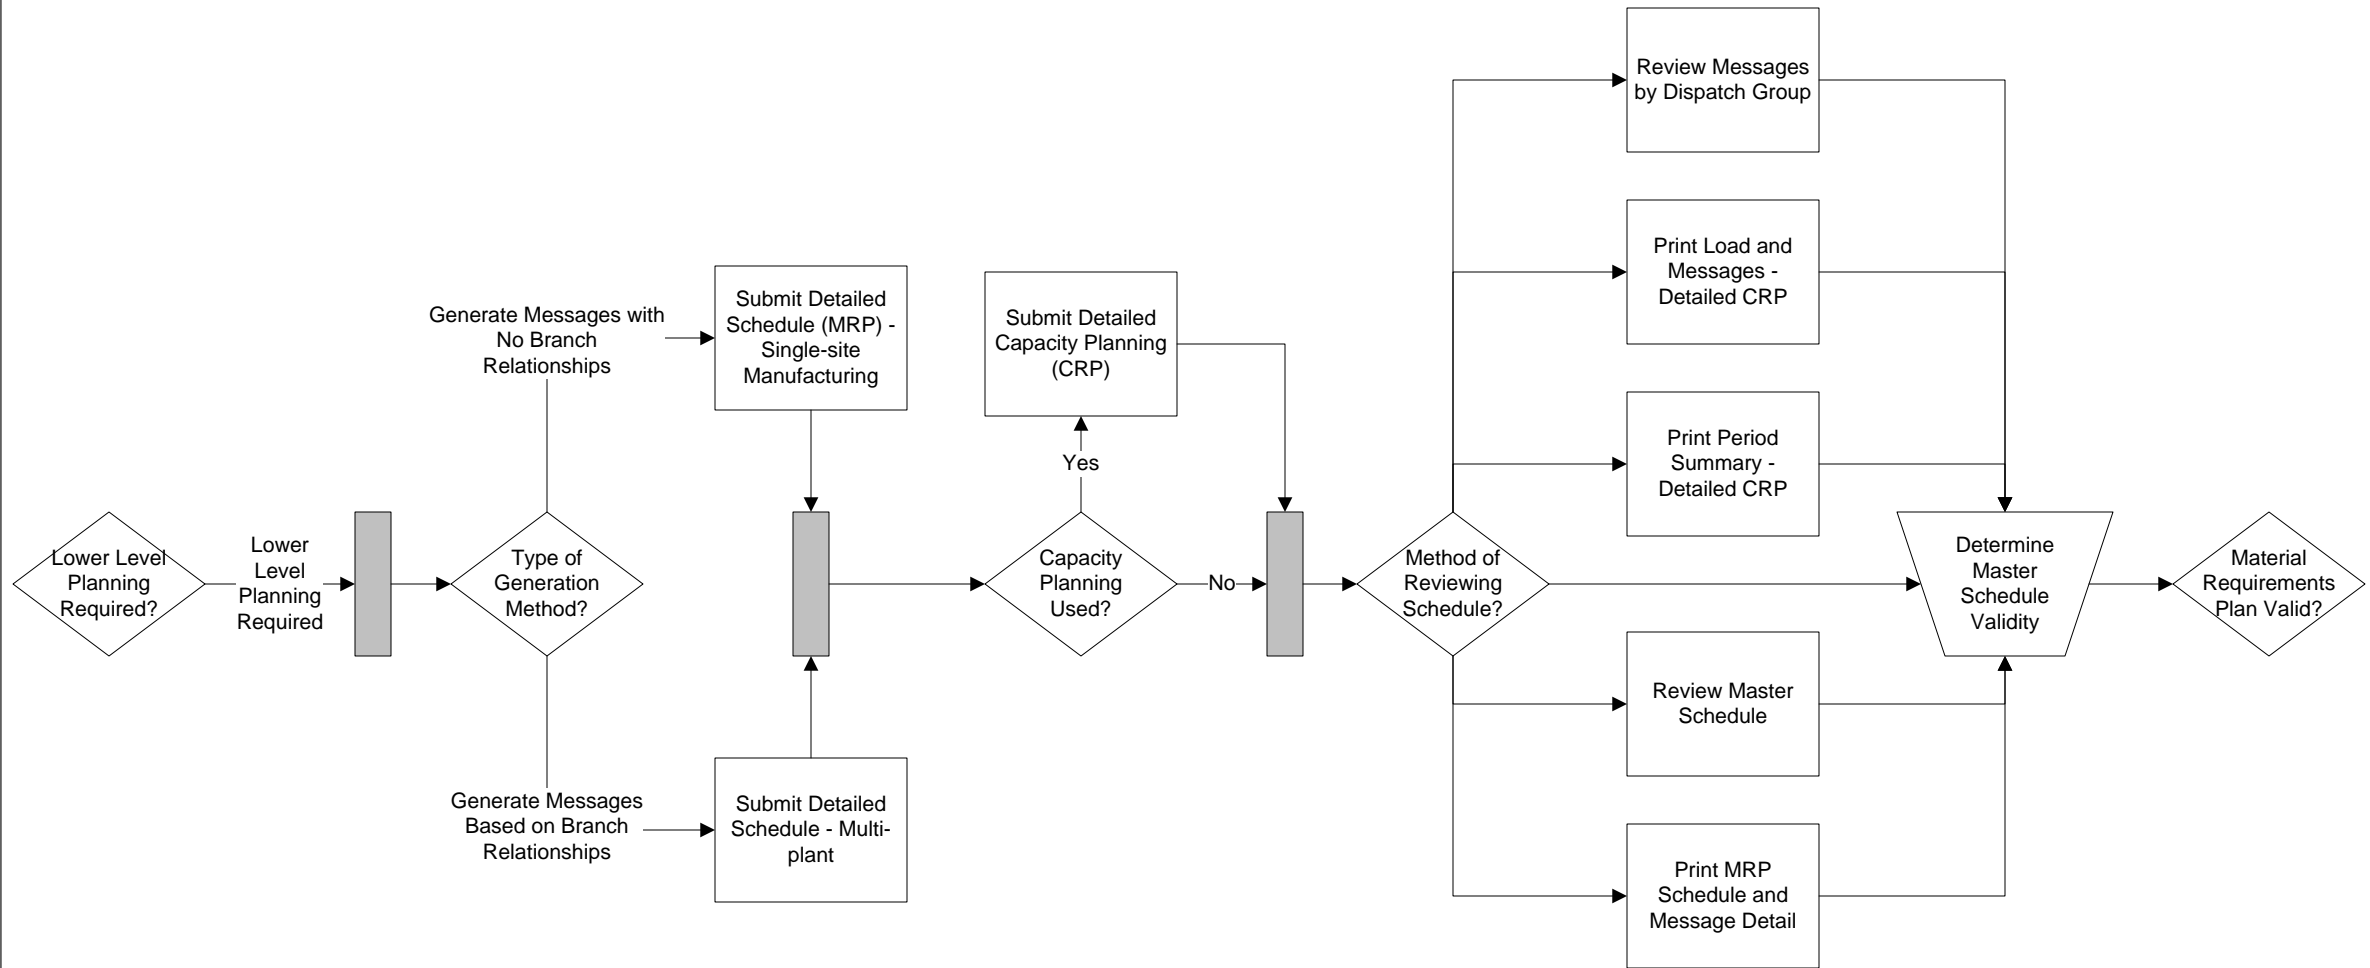 Review Messages
by Dispatch Group
Print Load and
Messages -
Detailed CRP
Generate Messages with
No Branch
Relationships
Submit Detailed
Schedule (MRP) -
Single-site
Manufacturing
Submit Detailed
Capacity Planning
(CRP)
Print Period
Summary -
Detailed CRP
Yes
Lower Level
Planning
Required?
Lower
Level
Planning
Required
Type of
Generation
Method?
Capacity
Planning
Used?
No
Method of
Reviewing
Schedule?
Determine
Master
Schedule
Validity
Material
Requirements
Plan Valid?
Review Master
Schedule
Generate Messages
Based on Branch
Relationships
Submit Detailed
Schedule - Multi-
plant
Print MRP
Schedule and
Message Detail